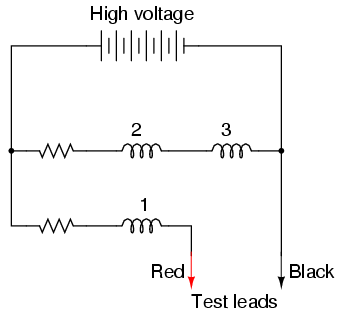 High voltage
2
3
1
Red
Black
Test leads